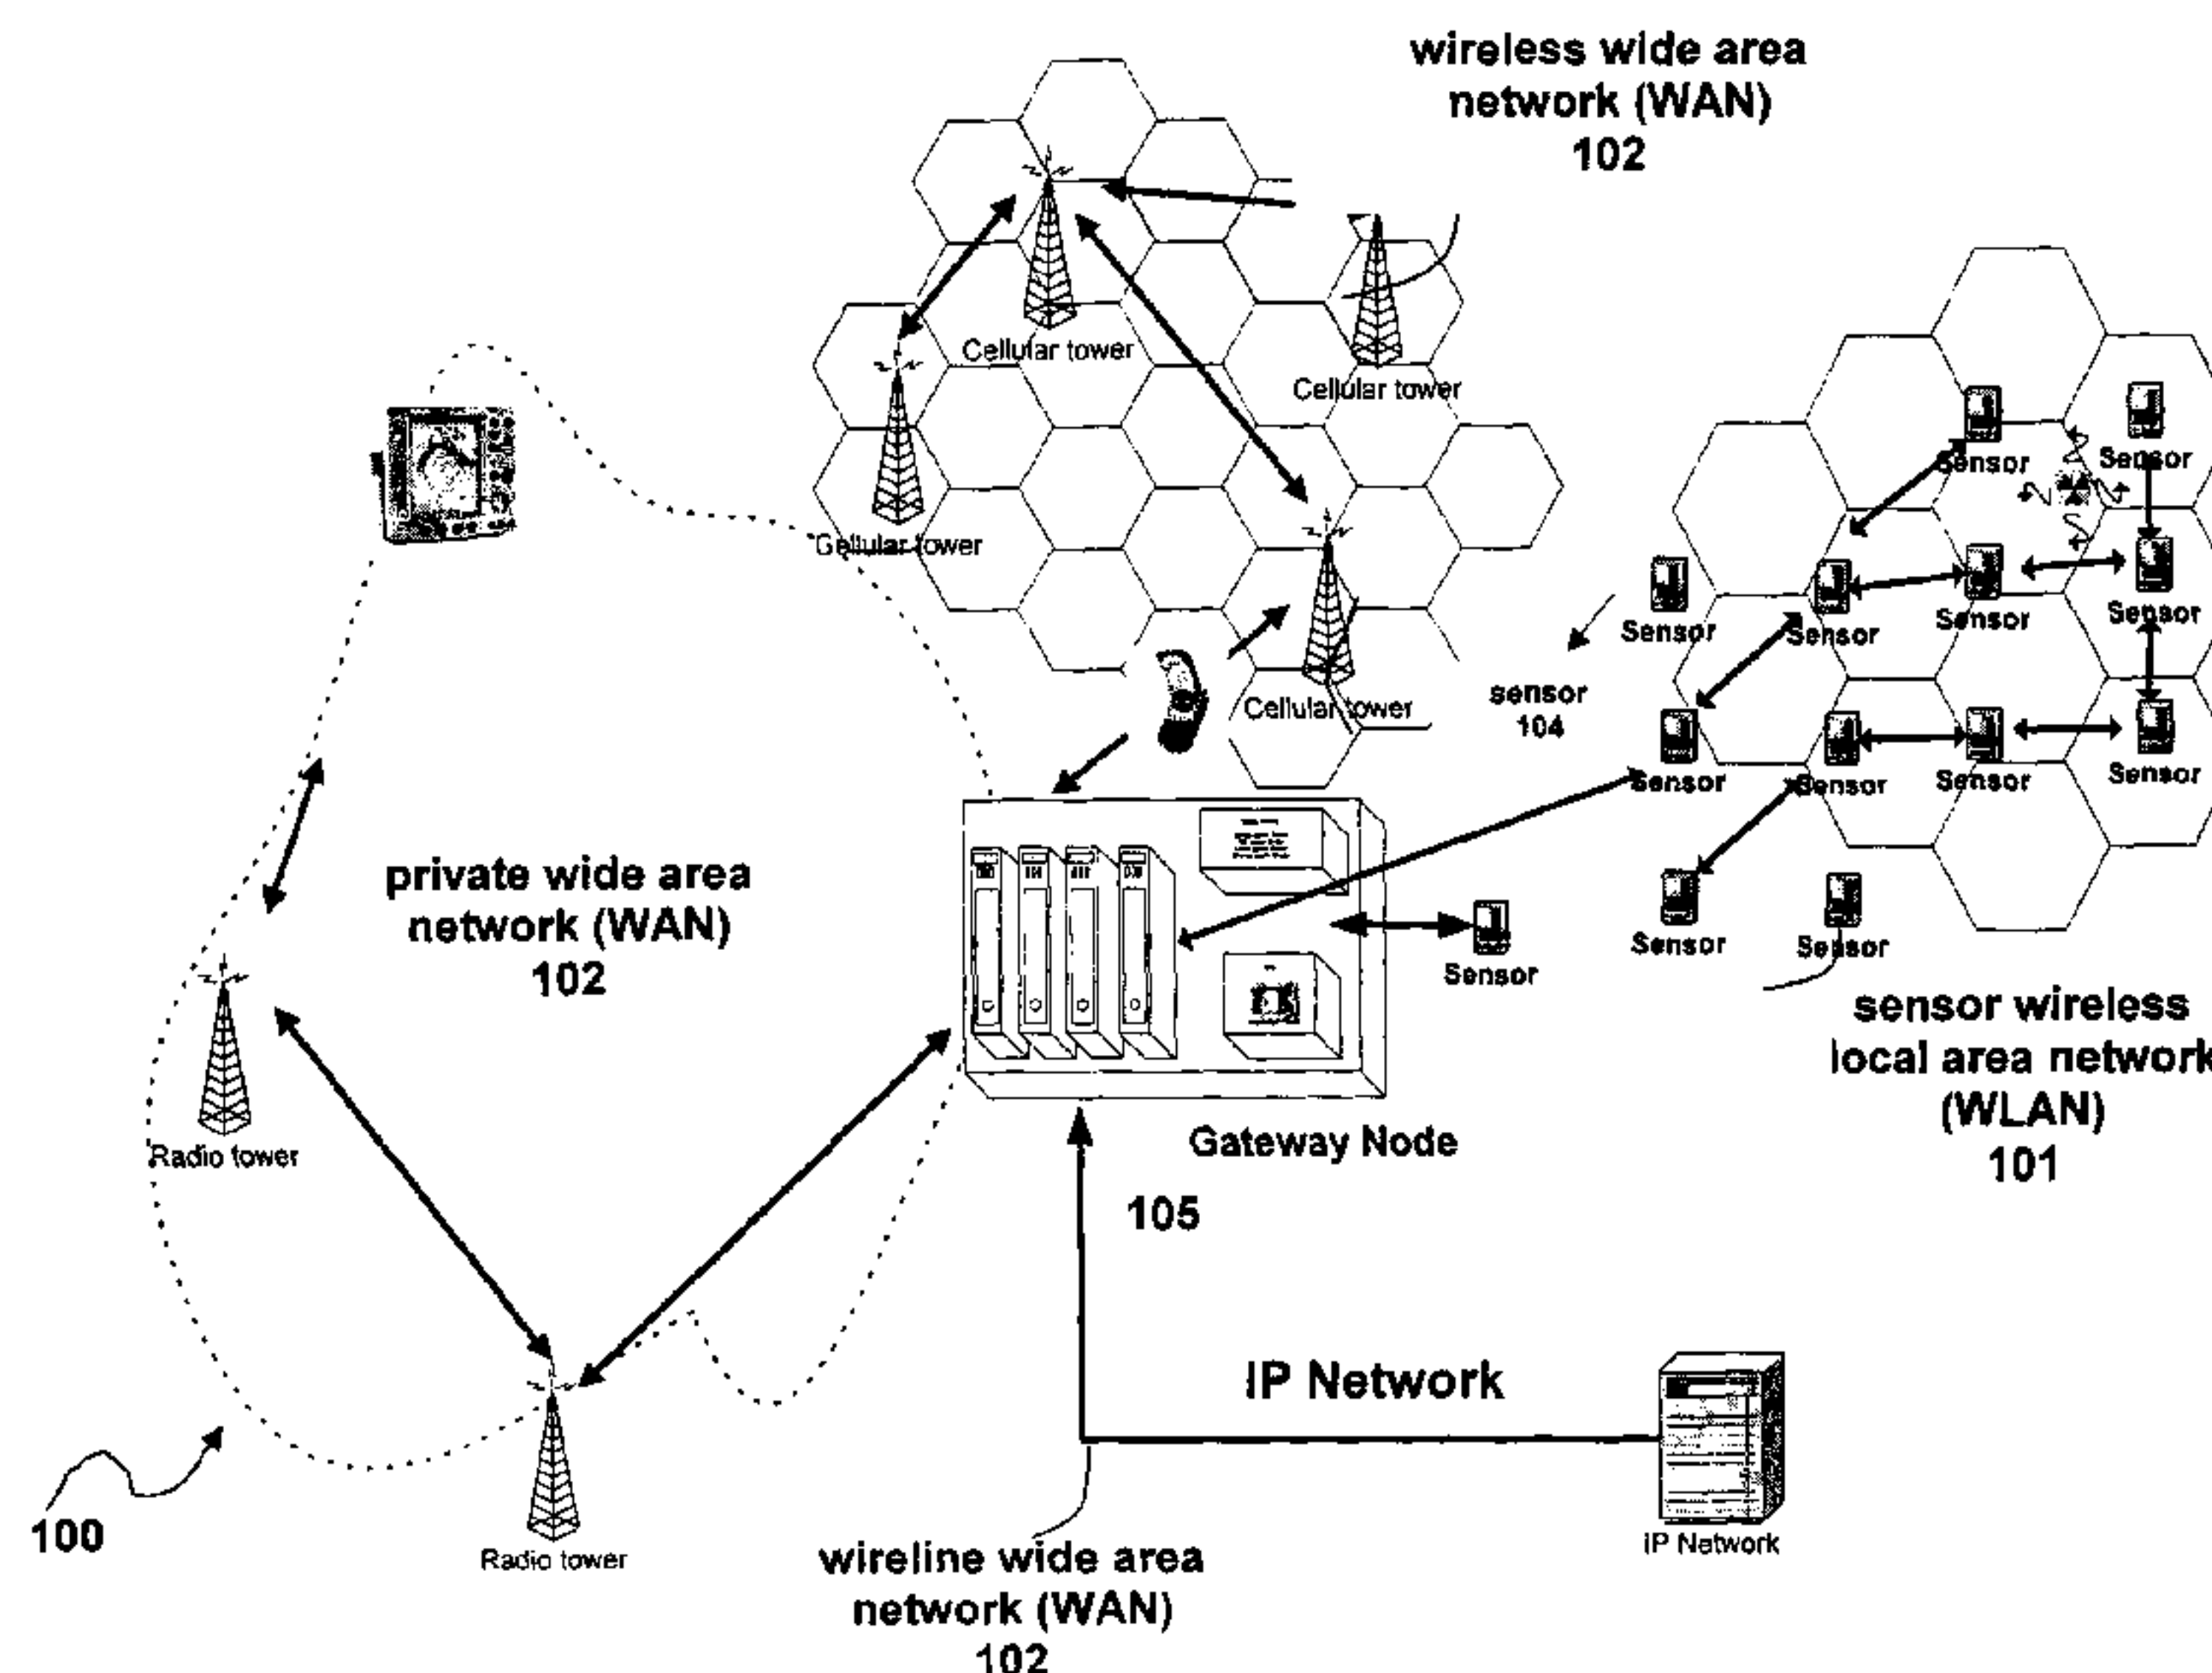 wireless wide area
network (WAN)
102
Cellular tower
Cellular tower
Cellular tower
Cellular tower
Sensor
Sensor
Sensor
Sensor
Sensor
Sensor
sensor
104
Sensor
Sensor
Sensor
Sensor
Sensor
Sensor
Sensor
sensor wireless
local area network
(WLAN)
101
private wide area
network (WAN)
102
Radio tower
Gateway Node
105
IP Network
IP Network
100
Radio tower
wireline wide area
network (WAN)
102